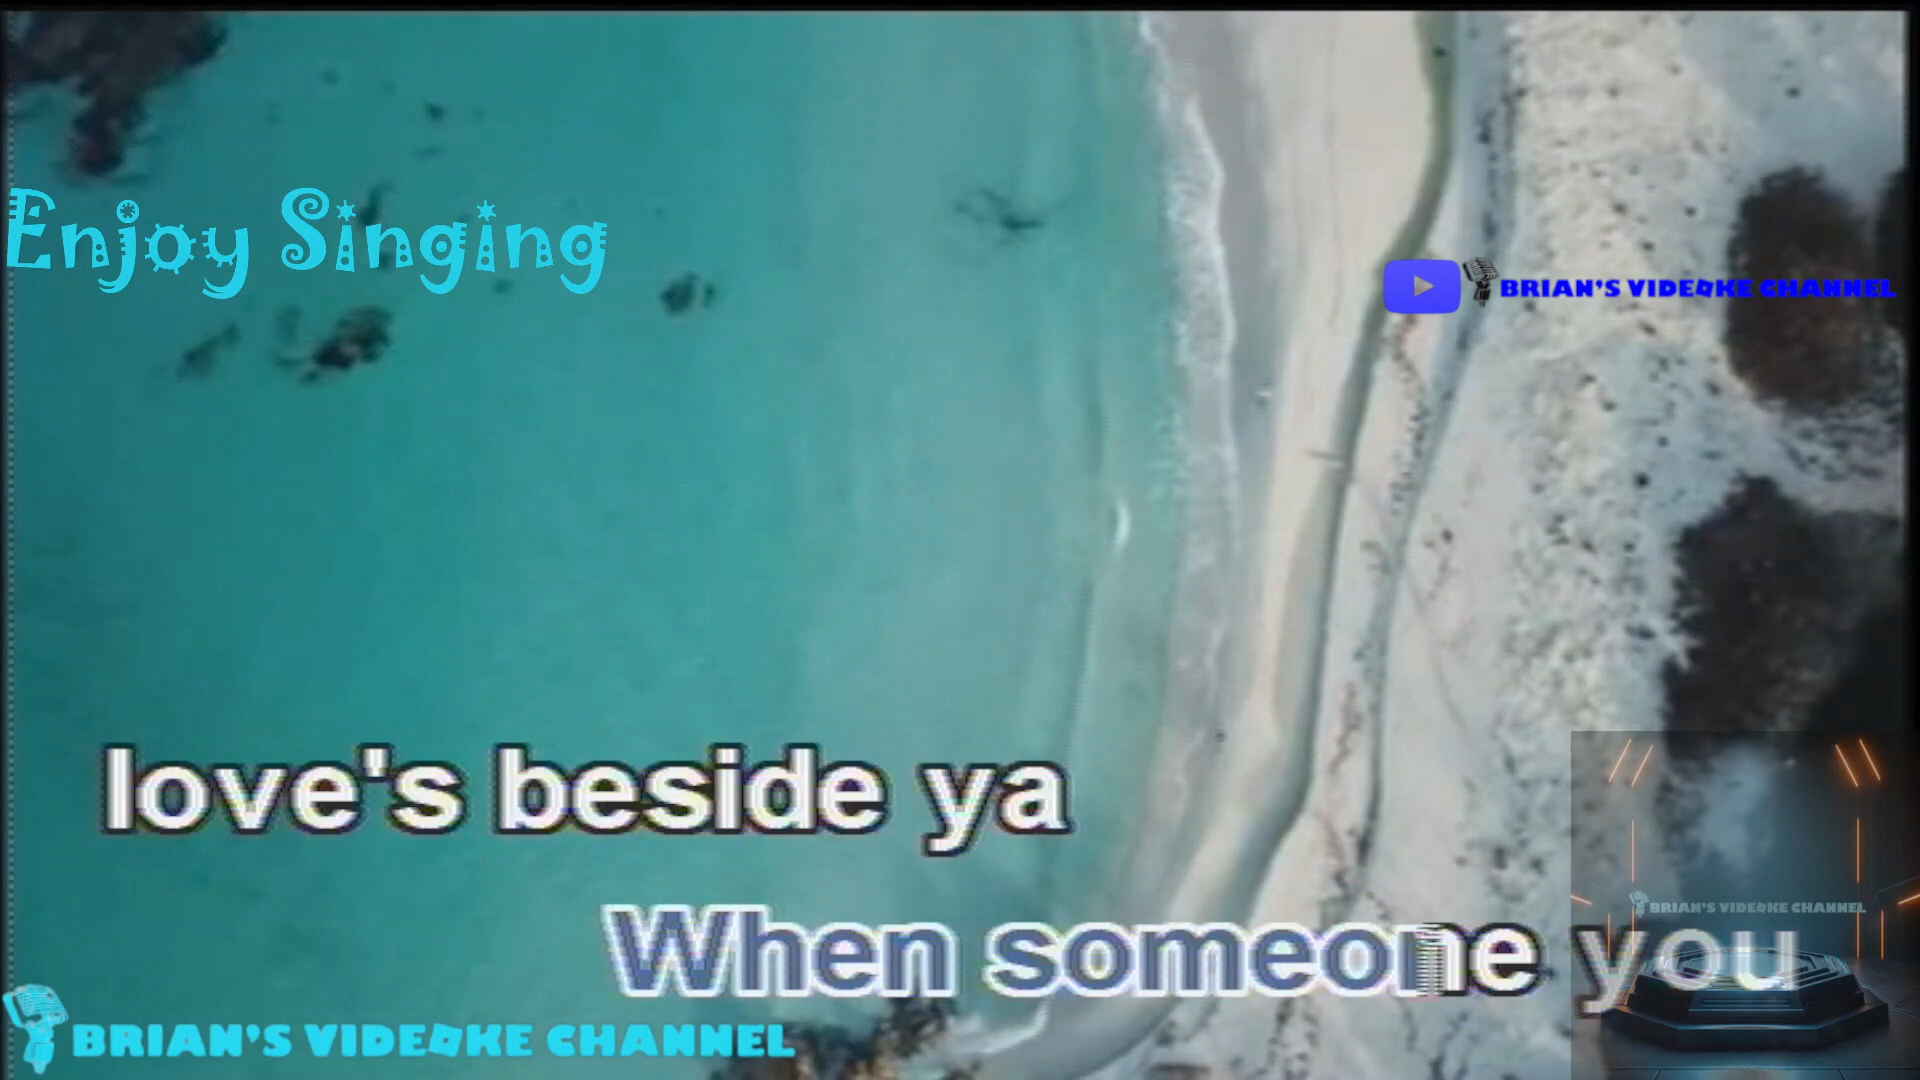 Enjoy Singing
BRIAN'S VIDEOKE CHANNEL
love's beside ya
BRIAN'S VIDEOKE CHANNEL
When someone you
BRIAN'S VIDEOKE CHANNEL